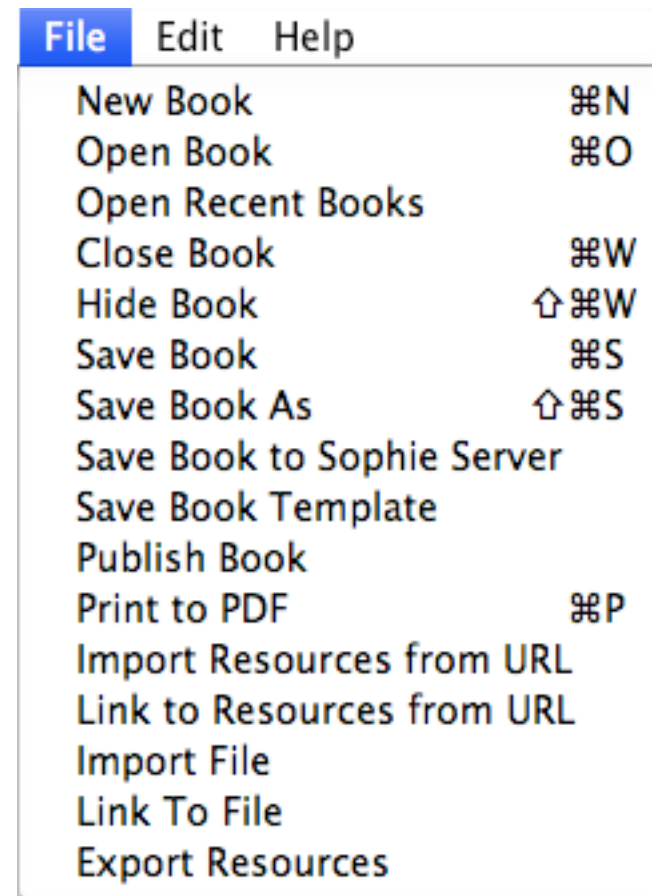 File Edit Help
New Book ⌘N
Open Book ⌘O
Open Recent Books
Close Book ⌘W
Hide Book ⇧⌘W
Save Book ⌘S
Save Book As ⇧⌘S
Save Book to Sophie Server
Save Book Template
Publish Book
Print to PDF ⌘P
Import Resources from URL
Link to Resources from URL
Import File
Link To File
Export Resources